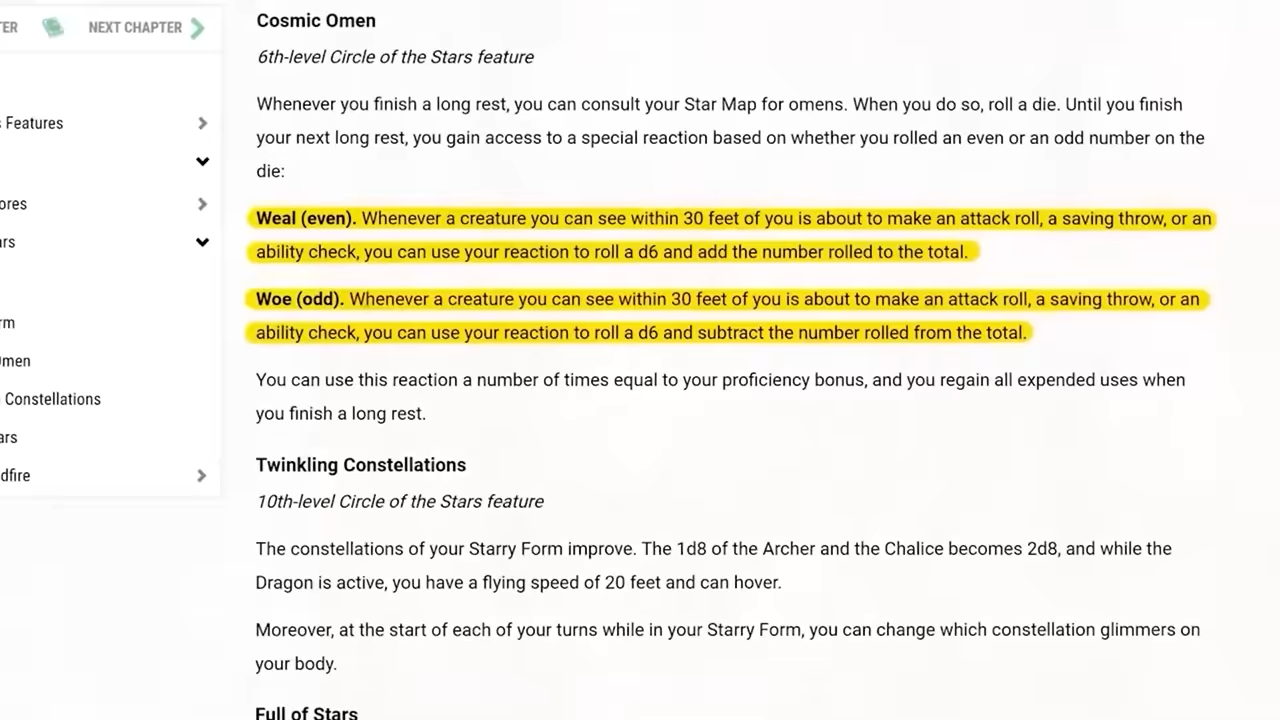 TER
NEXT CHAPTER
s Features
ores
rs
rm
Omen
Constellations
ars
dfire
Cosmic Omen
6th-level Circle of the Stars feature
Whenever you finish a long rest, you can consult your Star Map for omens. When you do so, roll a die. Until you finish
your next long rest, you gain access to a special reaction based on whether you rolled an even or an odd number on the
die:
Weal (even). Whenever a creature you can see within 30 feet of you is about to make an attack roll, a saving throw, or an
ability check, you can use your reaction to roll a d6 and add the number rolled to the total.
Woe (odd). Whenever a creature you can see within 30 feet of you is about to make an attack roll, a saving throw, or an
ability check, you can use your reaction to roll a d6 and subtract the number rolled from the total.
You can use this reaction a number of times equal to your proficiency bonus, and you regain all expended uses when
you finish a long rest.
Twinkling Constellations
10th-level Circle of the Stars feature
The constellations of your Starry Form improve. The 1d8 of the Archer and the Chalice becomes 2d8, and while the
Dragon is active, you have a flying speed of 20 feet and can hover.
Moreover, at the start of each of your turns while in your Starry Form, you can change which constellation glimmers on
your body.
Full of Stars